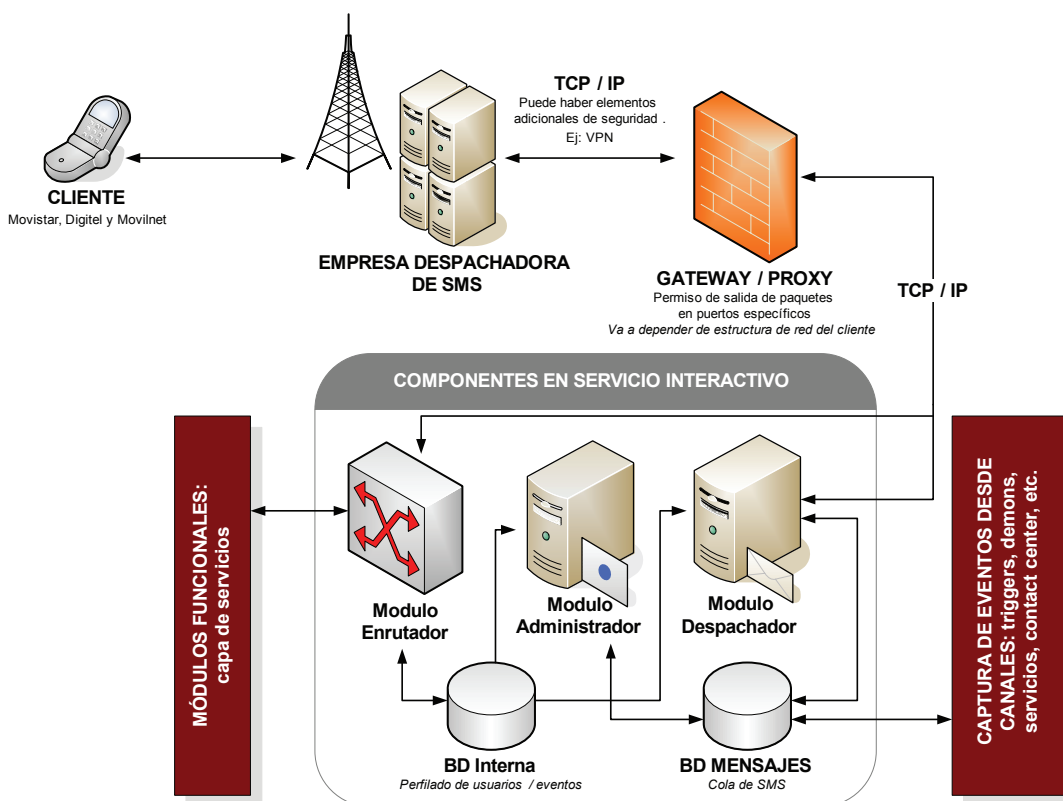 TCP / IP
Puede haber elementos
adicionales de seguridad .
Ej: VPN
CLIENTE
Movistar, Digitel y Movilnet
EMPRESA DESPACHADORA
DE SMS
GATEWAY / PROXY
Permiso de salida de paquetes
en puertos específicos
Va a depender de estructura de red del cliente
TCP / IP
COMPONENTES EN SERVICIO INTERACTIVO
MÓDULOS FUNCIONALES:
capa de servicios
Modulo
Enrutador
Modulo
Administrador
Modulo
Despachador
BD Interna
Perfilado de usuarios / eventos
BD MENSAJES
Cola de SMS
CAPTURA DE EVENTOS DESDE
CANALES: triggers, demons,
servicios, contact center, etc.